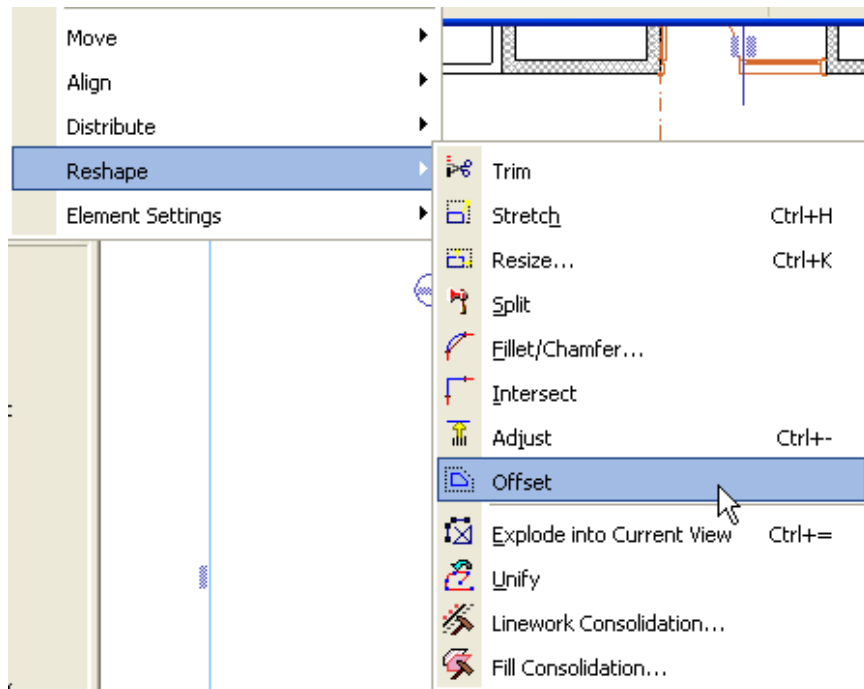 Move
Align
Distribute
Reshape
Element Settings
Trim
Stretch Ctrl+H
Resize... Ctrl+K
Split
Fillet/Chamfer...
Intersect
Adjust Ctrl+-
Offset
Explode into Current View Ctrl+=
Unify
Linework Consolidation...
Fill Consolidation...